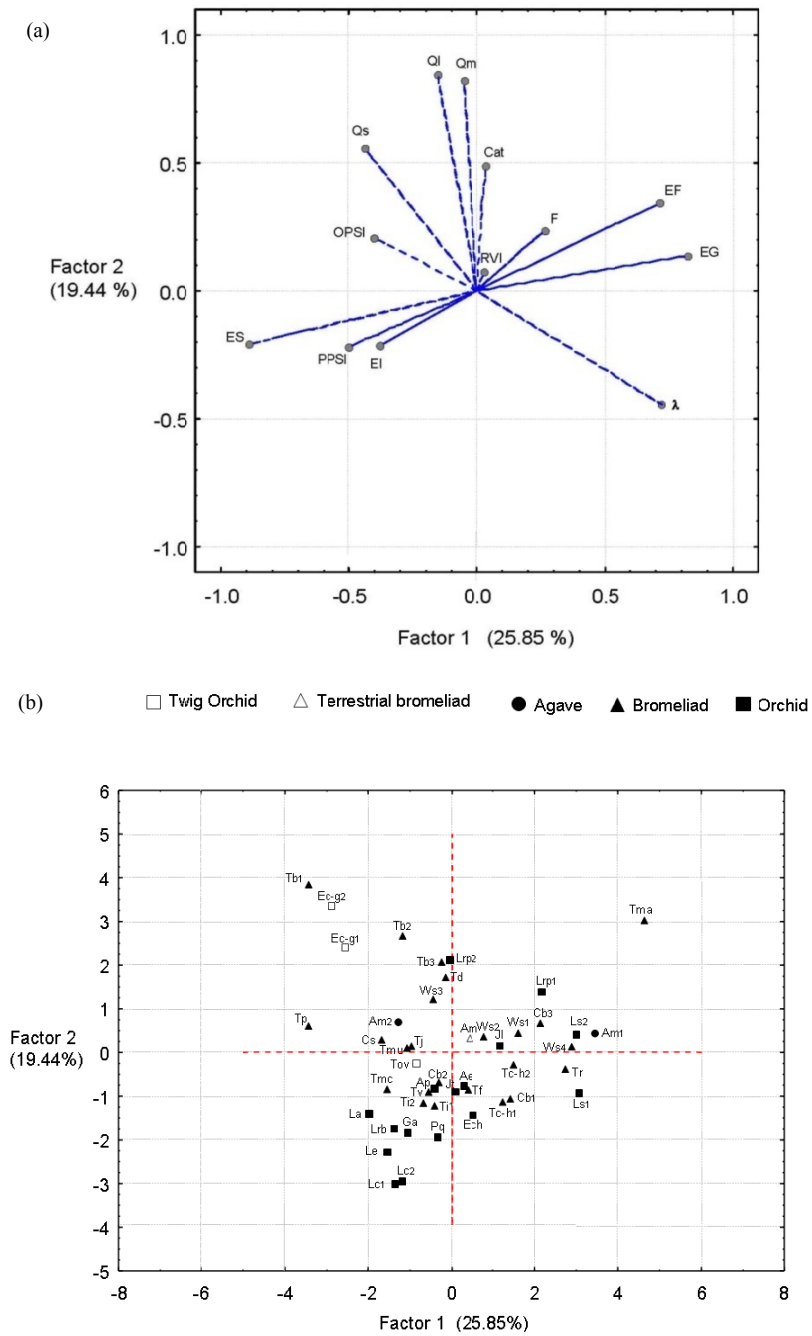 (a)
1.0
Ql Qm
Qs
Cat
0.5
EF
OPSI
F
EG
RVI
Factor 2
(19.44 %)
0.0
ES
PPSI EI
λ
-0.5
-1.0
-1.0 -0.5 0.0 0.5 1.0
Factor 1 (25.85 %)
(b)
Twig Orchid Terrestrial bromeliad Agave Bromeliad Orchid
6
5
4
Tb1
Ec-g2
Tma
3
Tb2
Ec-g1
2
Tb3 Lrp2
Td
Lrp1
Ws3
1
Tp
Am2
Cb3
Am Ws2 Ws1
Ls2 Am1
Factor 2
(19.44%)
Cs
Tmu Tj
Jl
Ws4
0
Tov
Tc-h2
Tr
Tmc
Ap Cb2
Ae
Tv
Tf
-1
Ti2
Cb1
Tc-h1
Ls1
La
Ech
Lrb Ga
Pq
-2
Le
Lc2
-3
Lc1
-4
-5
-8 -6 -4 -2 0 2 4 6 8
Factor 1 (25.85%)